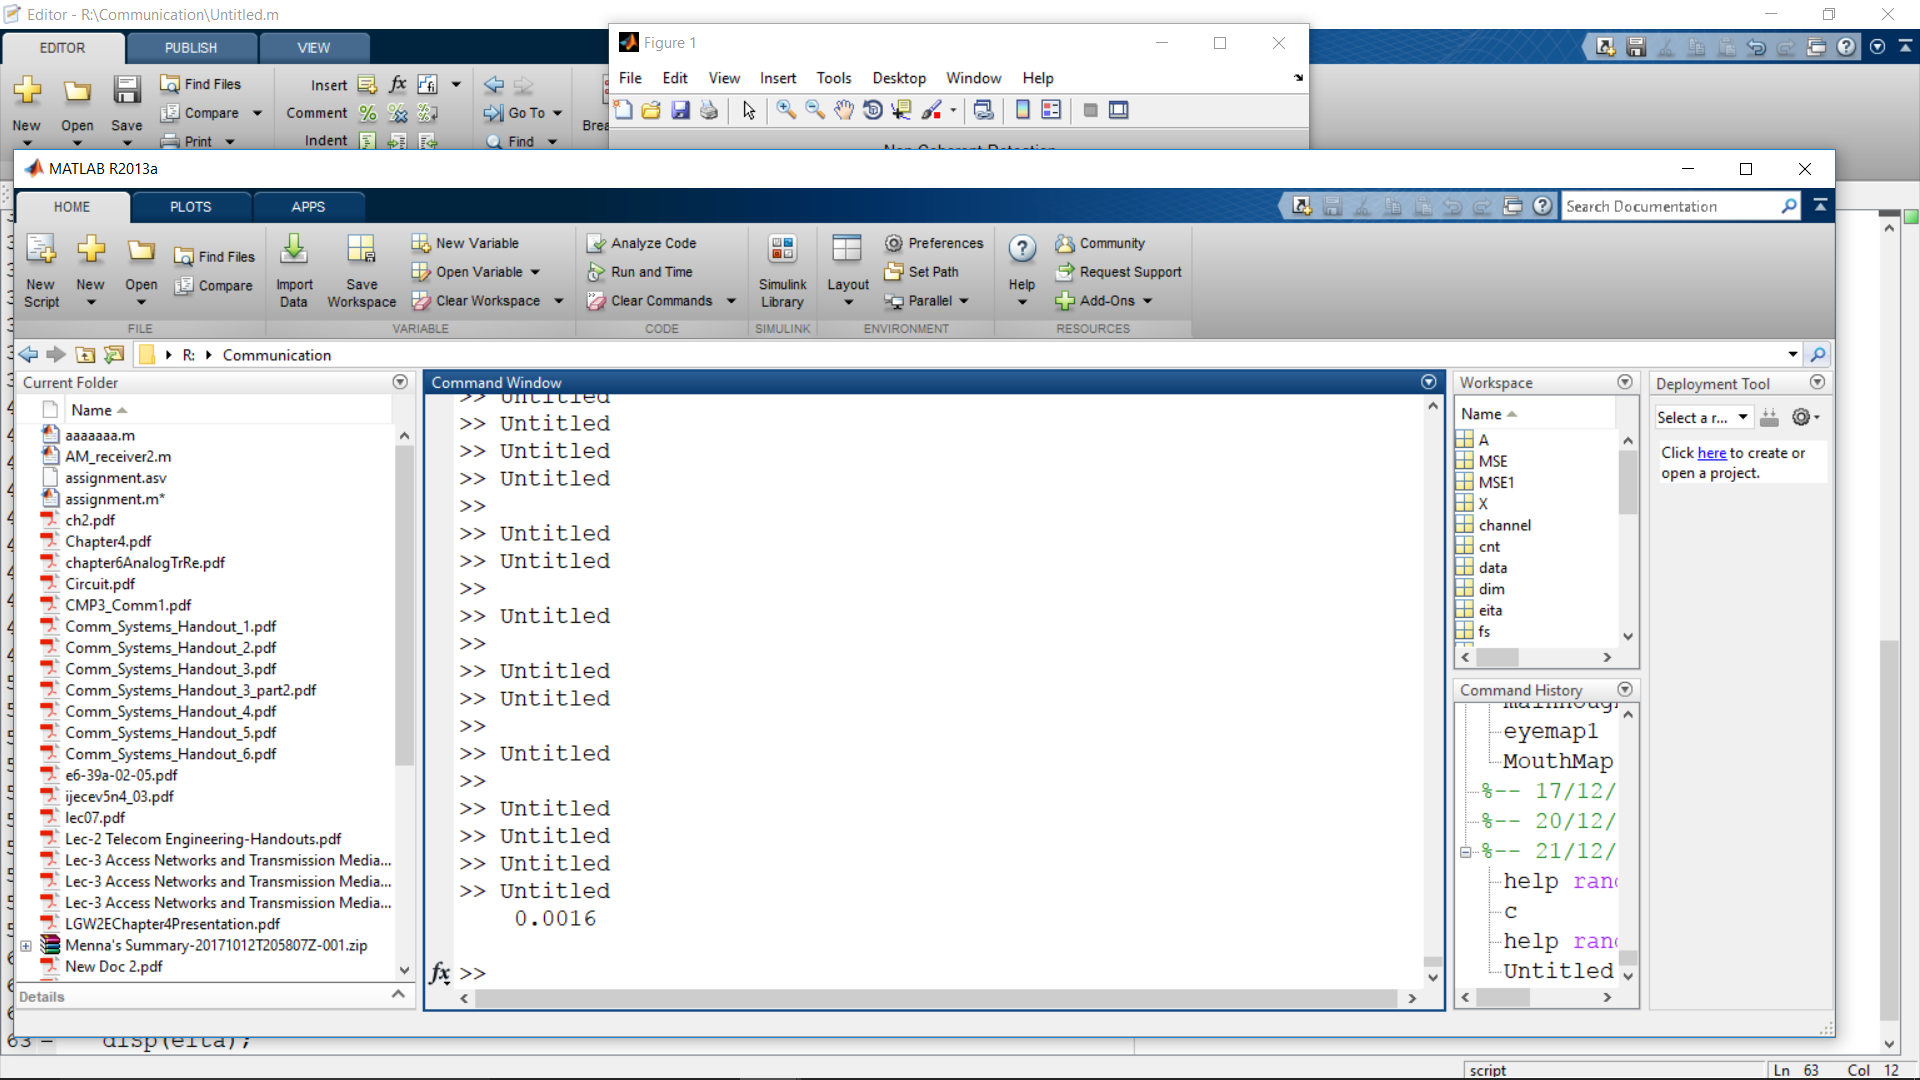 Editor - R:\Communication\Untitled.m
EDITOR PUBLISH VIEW
Figure 1
File Edit View Insert Tools Desktop Window Help
New Open Save
Find Files
Compare
Print
Insert
Comment
Indent
Go To
Find
MATLAB R2013a
HOME PLOTS APPS
Search Documentation
New Script
New
Open
Find Files
Compare
FILE
Import Data
Save Workspace
New Variable
Open Variable
Clear Workspace
VARIABLE
Analyze Code
Run and Time
Clear Commands
CODE
Simulink Library
SIMULINK
Layout
Preferences
Set Path
Parallel
ENVIRONMENT
Help
Community
Request Support
Add-Ons
RESOURCES
R: Communication
Current Folder
Name
aaaaaaa.m
AM_receiver2.m
assignment.asv
assignment.m*
ch2.pdf
Chapter4.pdf
chapter6AnalogTrRe.pdf
Circuit.pdf
CMP3_Comm1.pdf
Comm_Systems_Handout_1.pdf
Comm_Systems_Handout_2.pdf
Comm_Systems_Handout_3.pdf
Comm_Systems_Handout_3_part2.pdf
Comm_Systems_Handout_4.pdf
Comm_Systems_Handout_5.pdf
Comm_Systems_Handout_6.pdf
e6-39a-02-05.pdf
ijecev5n4_03.pdf
lec07.pdf
Lec-2 Telecom Engineering-Handouts.pdf
Lec-3 Access Networks and Transmission Media...
Lec-3 Access Networks and Transmission Media...
Lec-3 Access Networks and Transmission Media...
LGW2EChapter4Presentation.pdf
Menna's Summary-20171012T205807Z-001.zip
New Doc 2.pdf
Details
Command Window
>> Untitled
>> Untitled
>> Untitled
>> Untitled
>>
>> Untitled
>> Untitled
>>
>> Untitled
>>
>> Untitled
>> Untitled
>>
>> Untitled
>>
>> Untitled
>> Untitled
>> Untitled
>> Untitled
0.0016
fx >>
Workspace
Name
A
MSE
MSE1
X
channel
cnt
data
dim
eita
fs
Command History
eyemap1
MouthMap
%-- 17/12/
%-- 20/12/
%-- 21/12/
help ran
c
help ran
Untitled
Deployment Tool
Select a r...
Click here to create or
open a project.
63 – disp(eita);
script Ln 63 Col 12